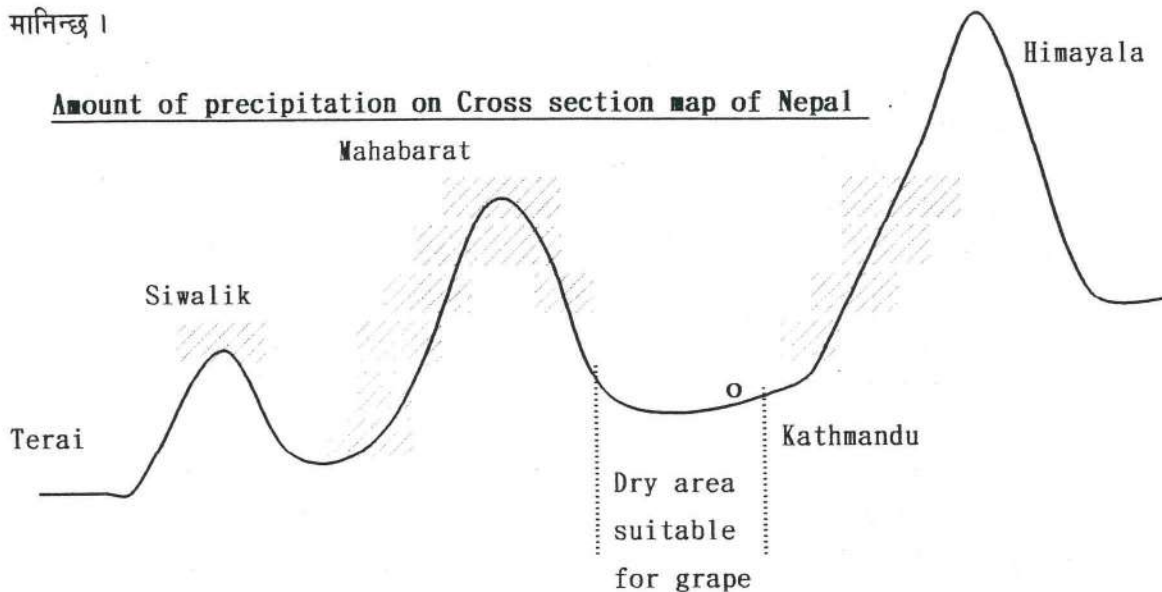 मानिन्छ ।
Himayala
Amount of precipitation on Cross section map of Nepal
Mahabarat
Siwalik
O
Terai
Kathmandu
Dry area
suitable
for grape